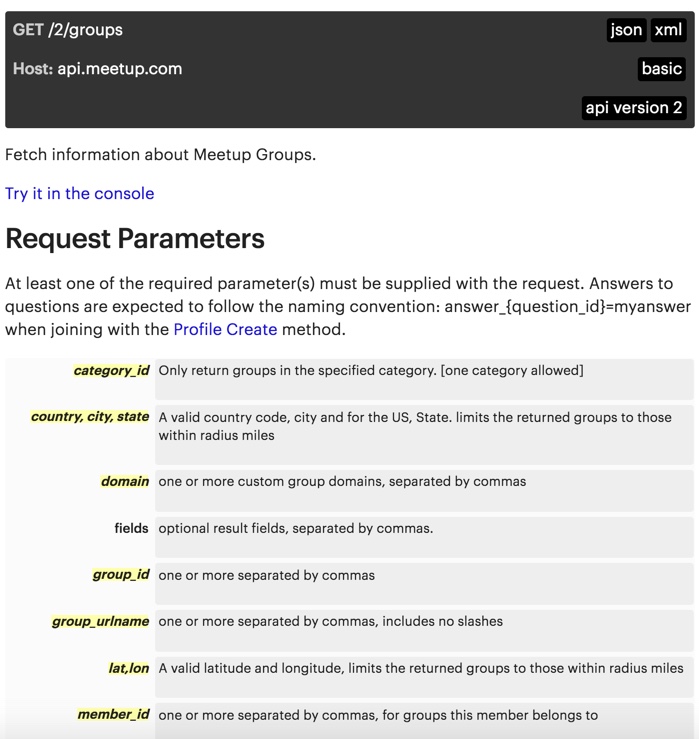 GET /2/groups json xml
Host: api.meetup.com basic
api version 2
Fetch information about Meetup Groups.
Try it in the console
Request Parameters
At least one of the required parameter(s) must be supplied with the request. Answers to
questions are expected to follow the naming convention: answer_{question_id}=myanswer
when joining with the Profile Create method.
category_id Only return groups in the specified category. [one category allowed]
country, city, state A valid country code, city and for the US, State. limits the returned groups to those
within radius miles
domain one or more custom group domains, separated by commas
fields optional result fields, separated by commas.
group_id one or more separated by commas
group_urlname one or more separated by commas, includes no slashes
lat,lon A valid latitude and longitude, limits the returned groups to those within radius miles
member_id one or more separated by commas, for groups this member belongs to